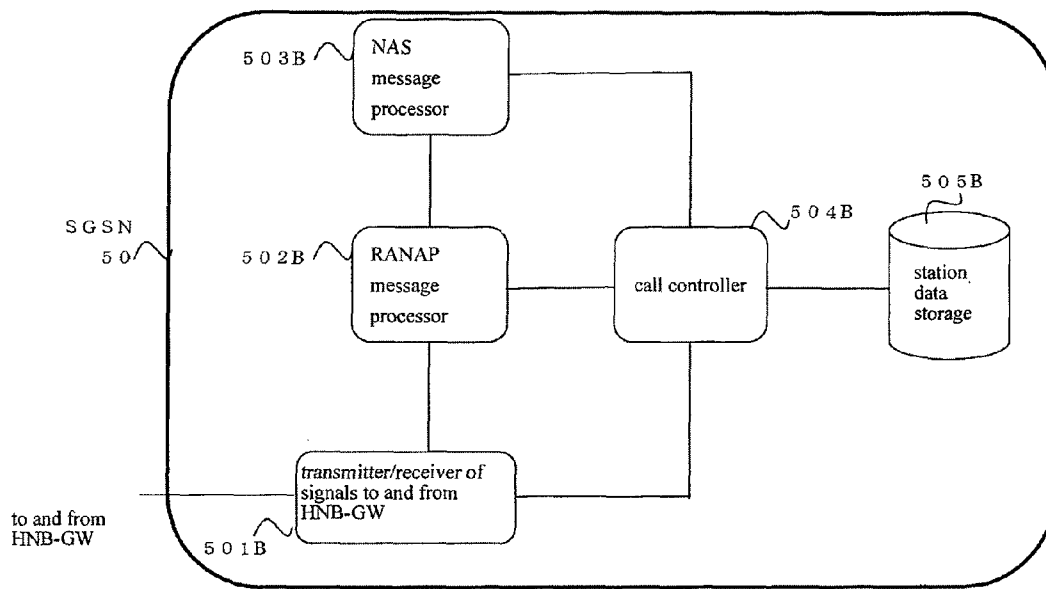 503B
NAS
message
processor
505B
504B
SGSN
50
502B
RANAP
message
processor
call controller
station
data
storage
transmitter/receiver of
signals to and from
HNB-GW
to and from
HNB-GW
501B